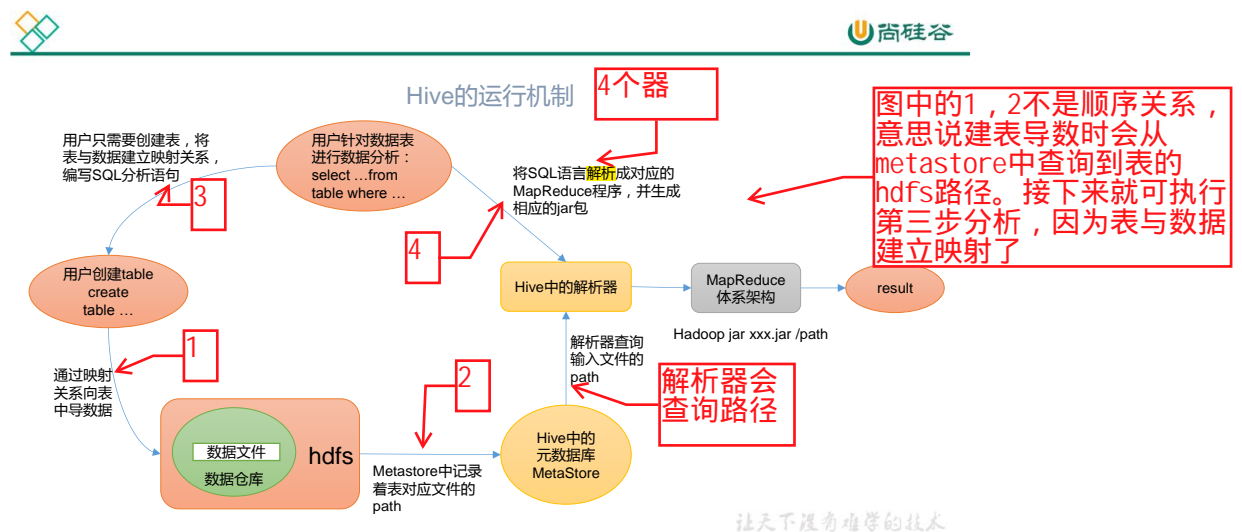 尚硅谷
Hive的运行机制
4个器
图中的1，2不是顺序关系，
意思说建表导数时会从
metastore中查询到表的
hdfs路径。接下来就可执行
第三步分析，因为表与数据
建立映射了
用户只需要创建表，将
表与数据建立映射关系，
编写SQL分析语句
3
用户针对数据表
进行数据分析：
select …from
table where …
将SQL语言解析成对应的
MapReduce程序，并生成
相应的jar包
4
用户创建table
create
table …
Hive中的解析器
MapReduce
体系架构
result
Hadoop jar xxx.jar /path
1
通过映射
关系向表
中导数据
解析器查询
输入文件的
path
解析器会
查询路径
2
数据文件
数据仓库
hdfs
Metastore中记录
着表对应文件的
path
Hive中的
元数据库
MetaStore
让天下没有难学的技术